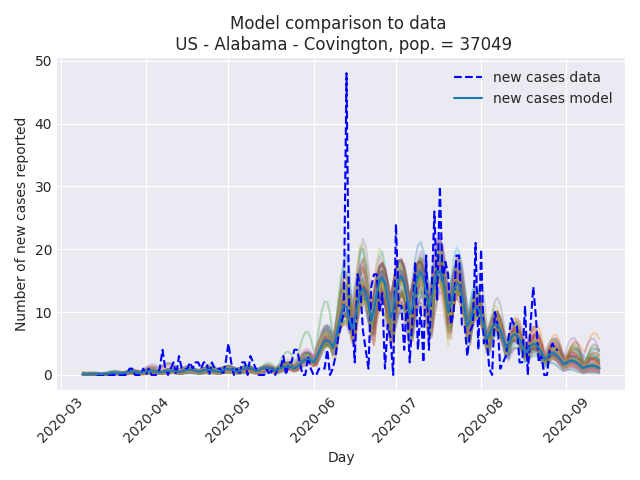 Model comparison to data
US - Alabama - Covington, pop. = 37049
new cases data
new cases model
Number of new cases reported
50
40
30
20
10
0
2020-03
2020-04
2020-05
2020-06
2020-07
2020-08
2020-09
Day